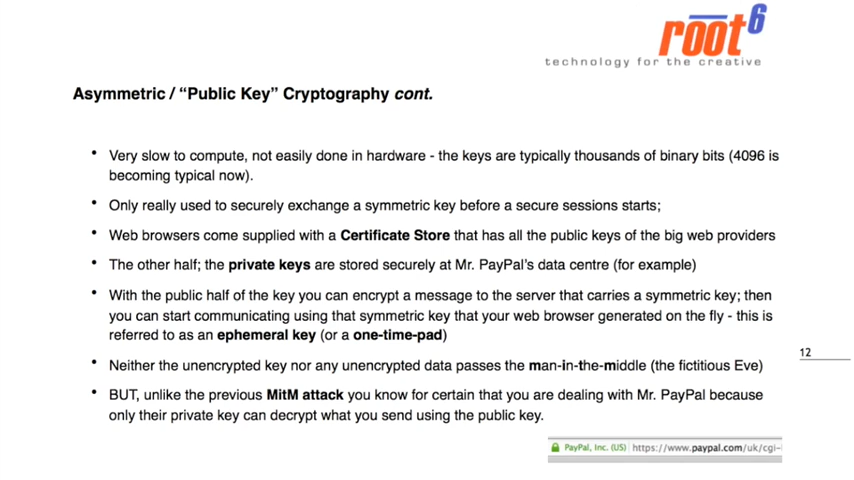 root6
technology for the creative
Asymmetric / “Public Key” Cryptography cont.
• Very slow to compute, not easily done in hardware - the keys are typically thousands of binary bits (4096 is
becoming typical now).
• Only really used to securely exchange a symmetric key before a secure sessions starts;
• Web browsers come supplied with a Certificate Store that has all the public keys of the big web providers
• The other half; the private keys are stored securely at Mr. PayPal’s data centre (for example)
• With the public half of the key you can encrypt a message to the server that carries a symmetric key; then
you can start communicating using that symmetric key that your web browser generated on the fly - this is
referred to as an ephemeral key (or a one-time-pad)
12
• Neither the unencrypted key nor any unencrypted data passes the man-in-the-middle (the fictitious Eve)
• BUT, unlike the previous MitM attack you know for certain that you are dealing with Mr. PayPal because
only their private key can decrypt what you send using the public key.
PayPal, Inc. (US) https://www.paypal.com/uk/cgi-